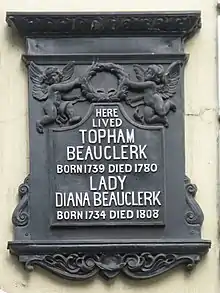 HERE
LIVED
TOPHAM
BEAUCLERK
BORN 1739 DIED 1780
LADY
DIANA BEAUCLERK
BORN 1734 DIED 1808